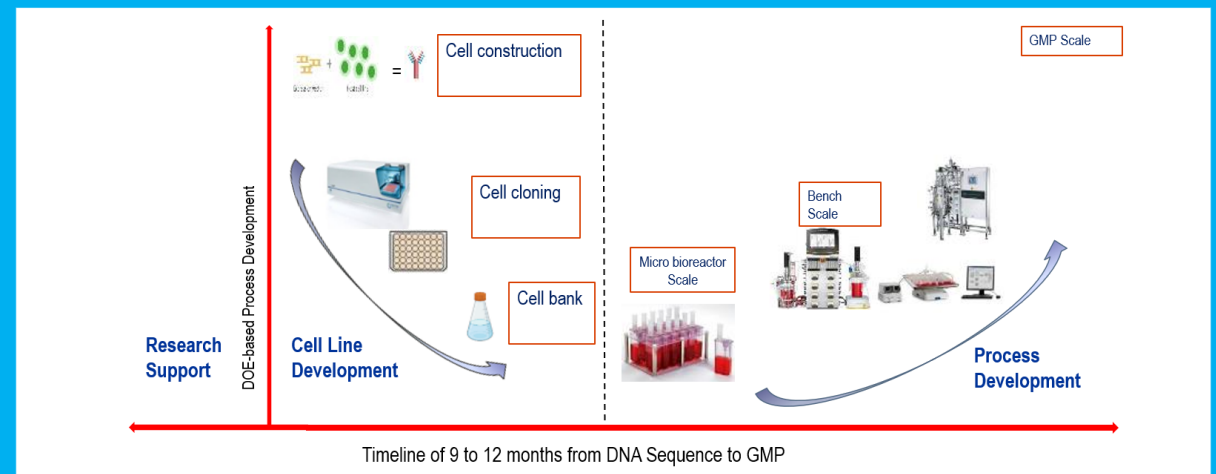 Cell construction
GMP Scale
+
=
Cell cloning
Bench
Scale
Micro bioreactor
Scale
Cell bank
DOE-based Process Development
Research
Support
Cell Line
Development
Process
Development
Timeline of 9 to 12 months from DNA Sequence to GMP